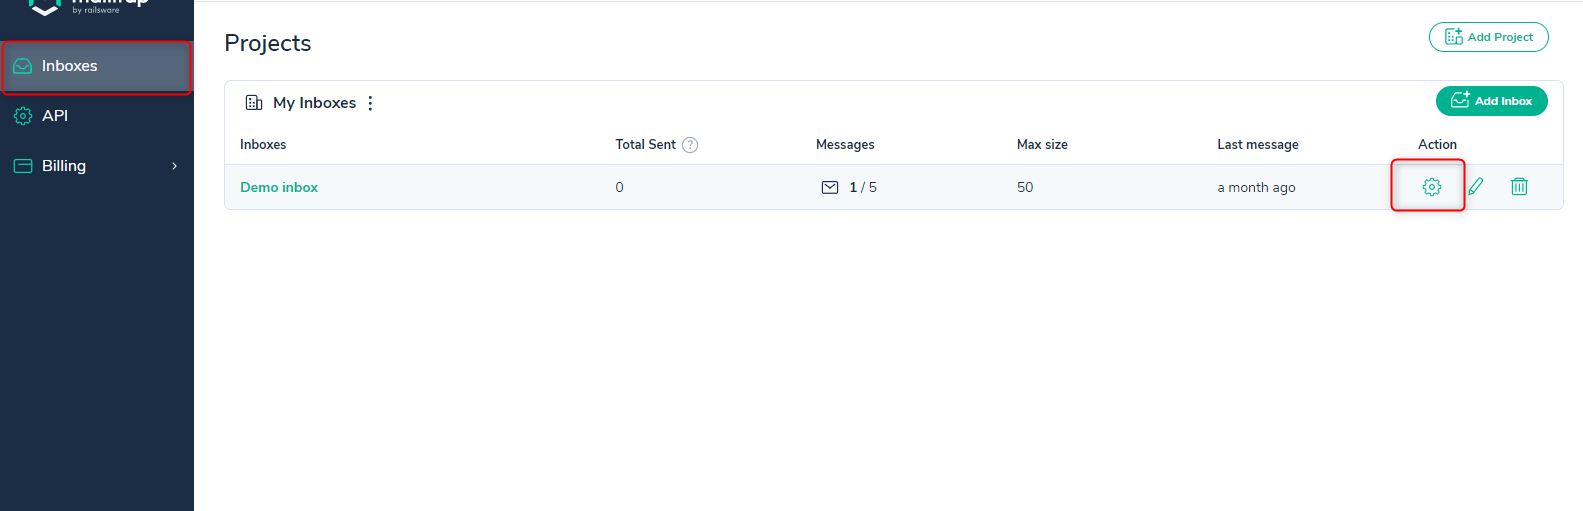 by railsware
Inboxes
API
Billing
Projects
Add Project
My Inboxes
Add Inbox
Inboxes Total Sent ? Messages Max size Last message Action
Demo inbox 0 1 / 5 50 a month ago